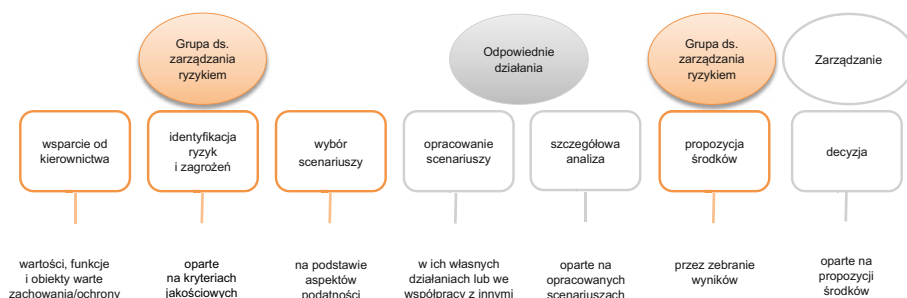 Grupa ds.
zarządzania
ryzykiem
Odpowiednie
działania
Grupa ds.
zarządzania
ryzykiem
Zarządzanie
wsparcie od
kierownictwa
identyfikacja
ryzyk
i zagrożeń
wybór
scenariuszy
opracowanie
scenariuszy
szczegółowa
analiza
propozycja
środków
decyzja
wartości, funkcje
i obiekty warte
zachowania/ochrony
oparte
na kryteriach
jakościowych
na podstawie
aspektów
podatności
w ich własnych
działaniach lub we
współpracy z innymi
oparte na
opracowanych
scenariuszach
przez zebranie
wyników
oparte na
propozycji
środków